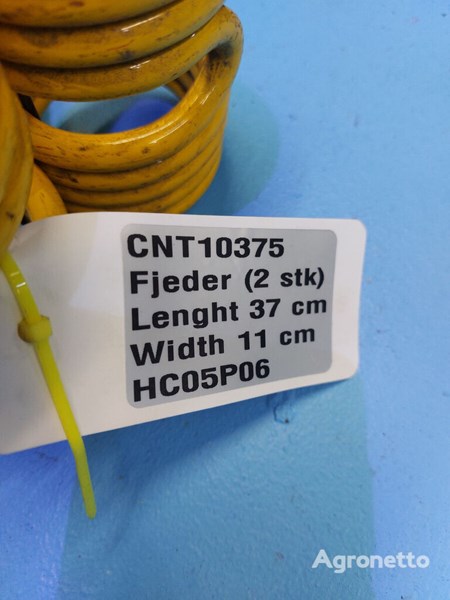 CNT10375
Fjeder (2 stk)
Lenght 37 cm
Width 11 cm
HC05P06
Agronetto